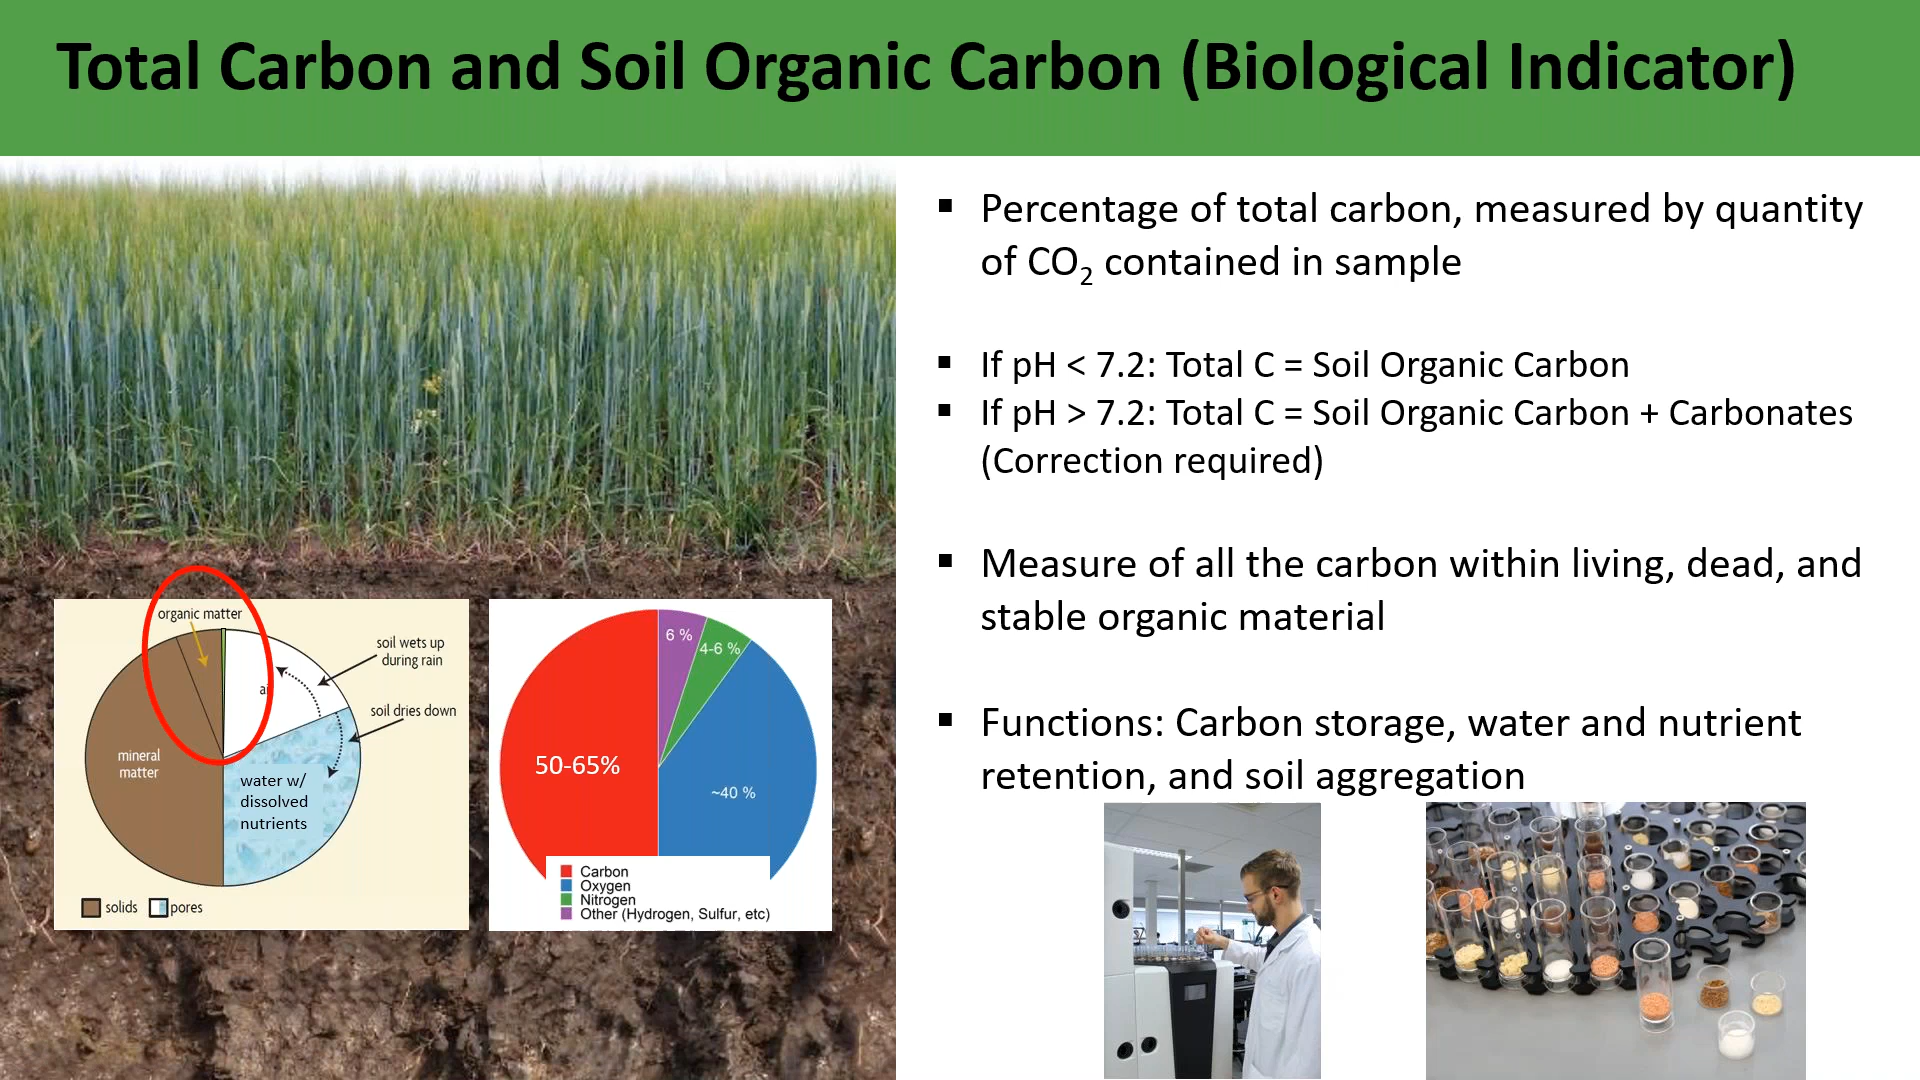 Total Carbon and Soil Organic Carbon (Biological Indicator)
▪ Percentage of total carbon, measured by quantity
of CO₂ contained in sample
▪ If pH < 7.2: Total C = Soil Organic Carbon
▪ If pH > 7.2: Total C = Soil Organic Carbon + Carbonates
(Correction required)
▪ Measure of all the carbon within living, dead, and
stable organic material
▪ Functions: Carbon storage, water and nutrient
retention, and soil aggregation
organic matter
soil wets up
during rain
soil dries down
mineral
matter
water w/
dissolved
nutrients
solids
pores
6 %
4-6 %
50-65%
~40 %
Carbon
Oxygen
Nitrogen
Other (Hydrogen, Sulfur, etc)